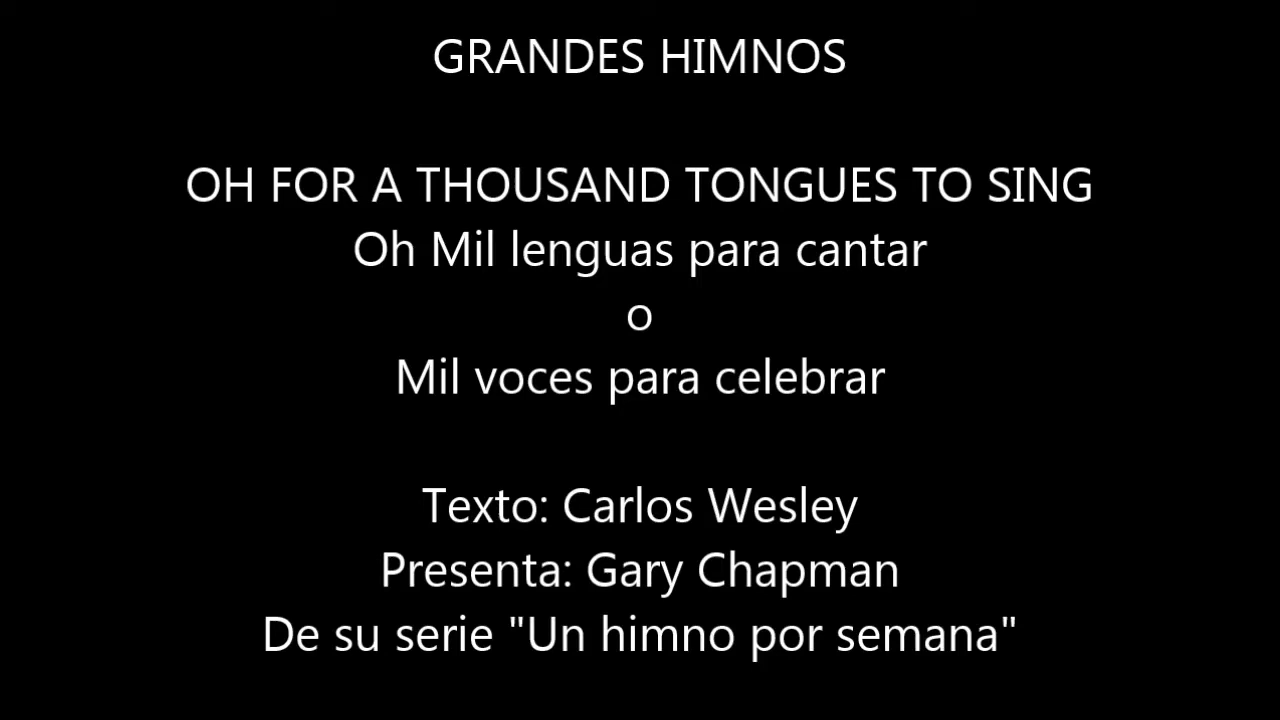 GRANDES HIMNOS
OH FOR A THOUSAND TONGUES TO SING
Oh Mil lenguas para cantar
o
Mil voces para celebrar
Texto: Carlos Wesley
Presenta: Gary Chapman
De su serie "Un himno por semana"